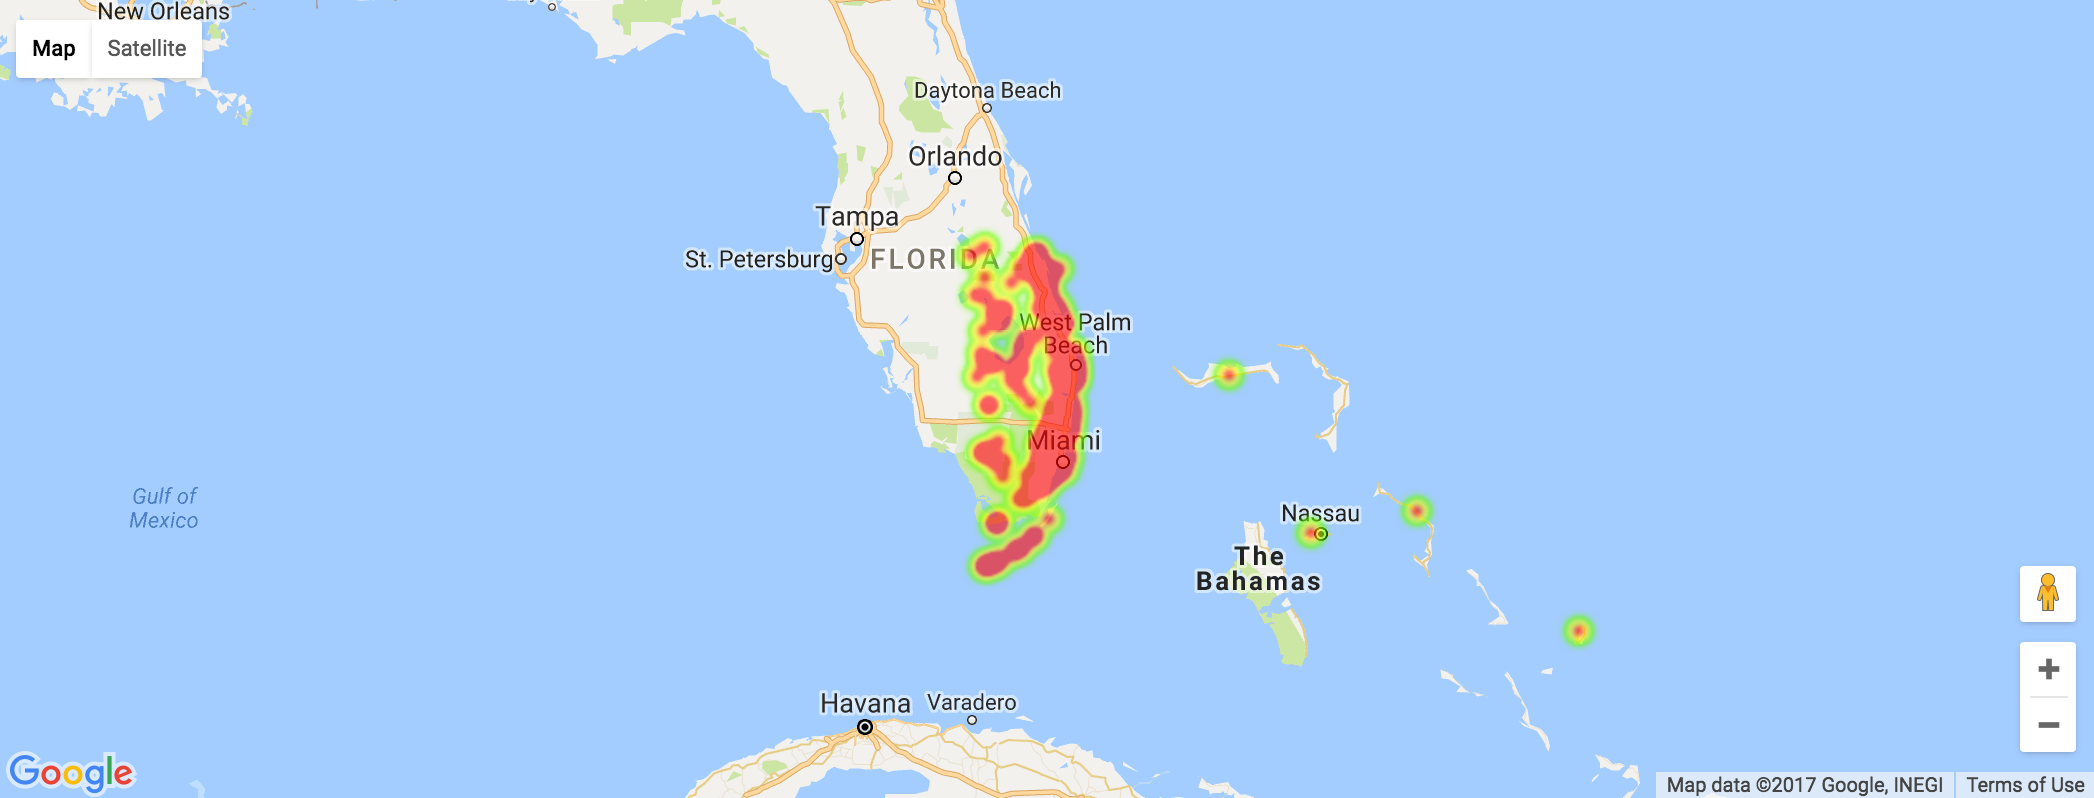 New Orleans
Map
Satellite
Daytona Beach
Orlando
Tampa
St. Petersburg
FLORIDA
West Palm
Beach
Miami
Gulf of
Mexico
Nassau
The
Bahamas
Havana
Varadero
Google
Map data ©2017 Google, INEGI
Terms of Use